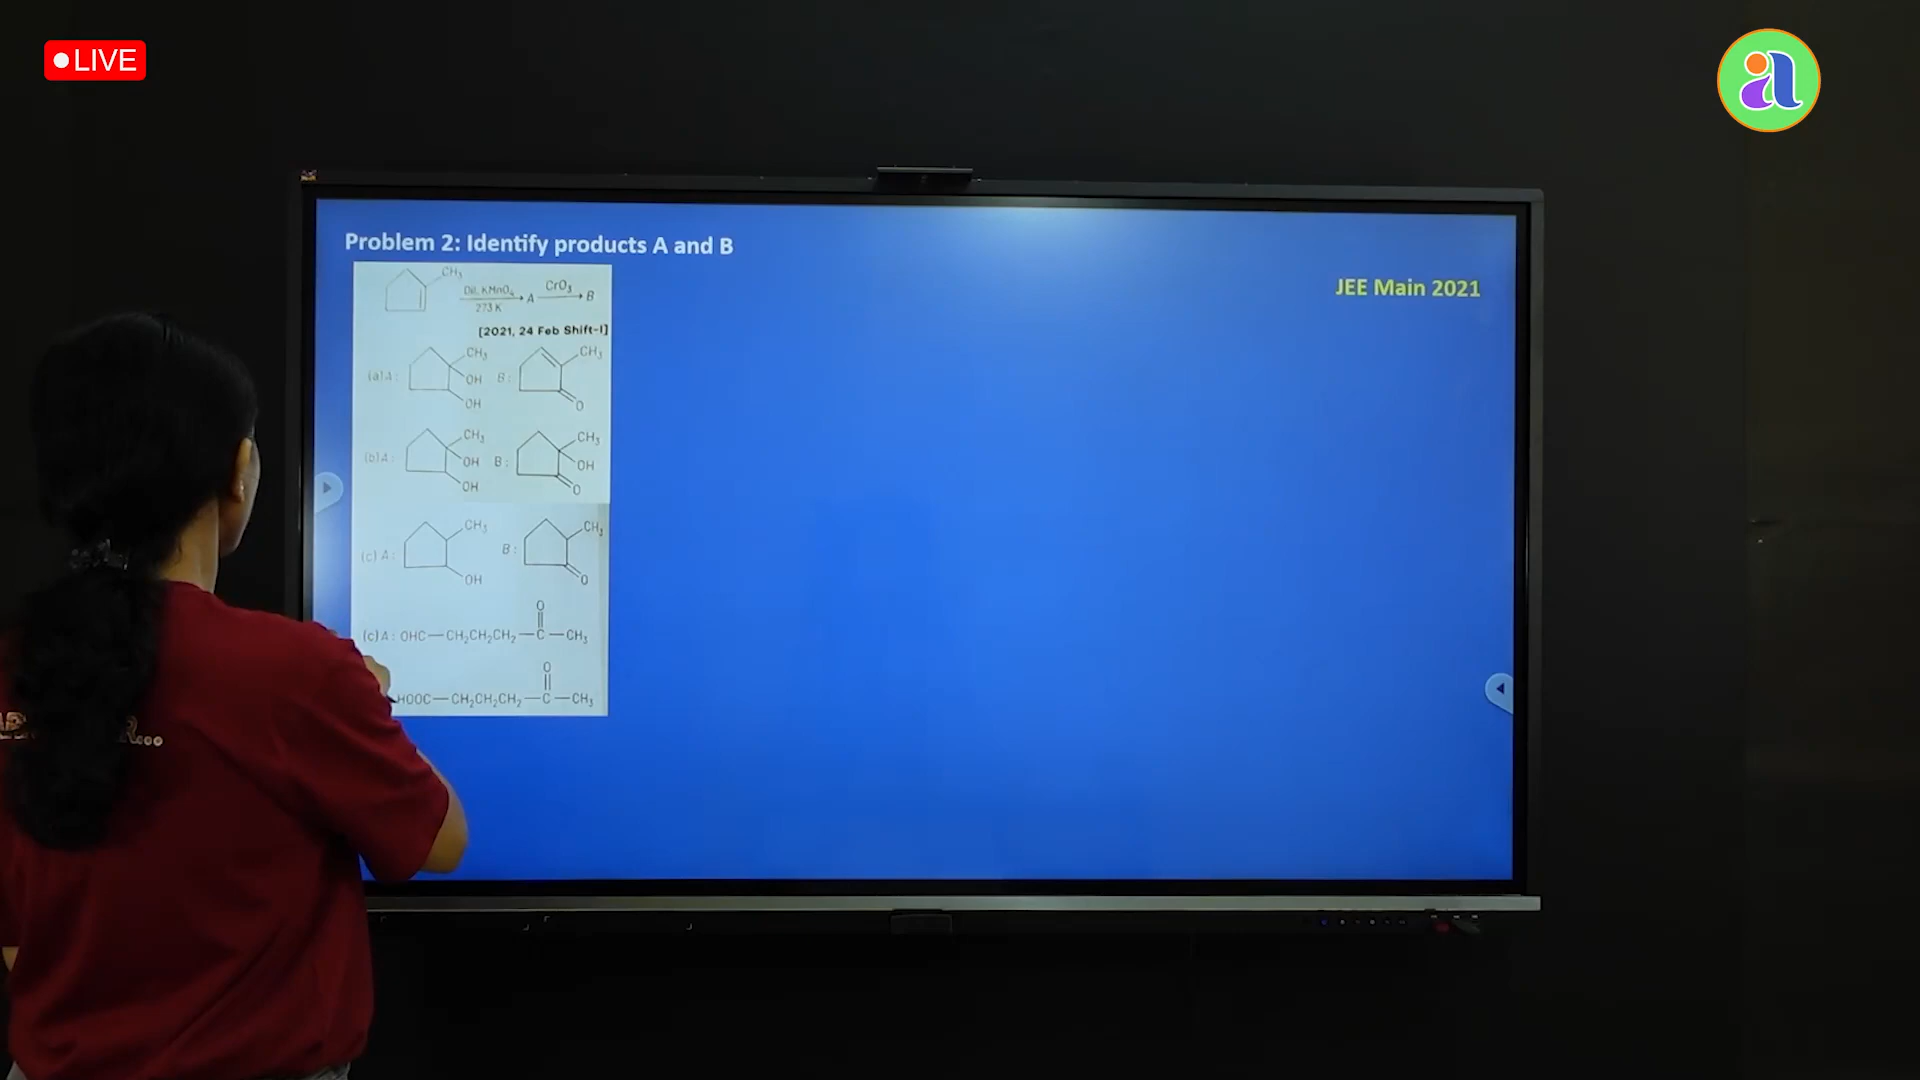 LIVE
a
Problem 2: Identify products A and B
JEE Main 2021
CH₃
Dil. KMnO₄
273 K
A
CrO₃
B
[2021, 24 Feb Shift-I]
(a) A : CH₃ OH OH B : CH₃ O
(b) A : CH₃ OH OH B : CH₃ OH O
(c) A : CH₃ OH B : CH₃ O
O
(c) A : OHC—CH₂CH₂CH₂—C—CH₃
O
HOOC—CH₂CH₂CH₂—C—CH₃